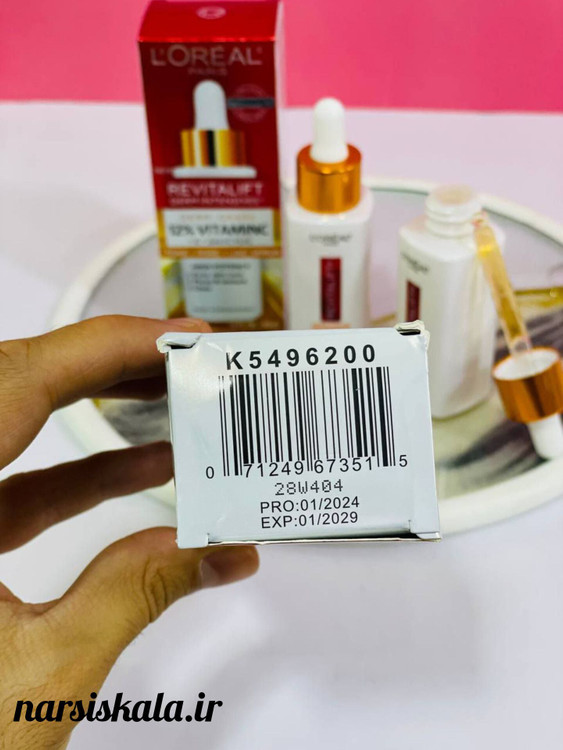 L'ORÉAL
PARIS
REVITALIFT
12% VITAMIN C
L'ORÉAL
K5496200
0 71249 67351 5
28W404
PRO:01/2024
EXP:01/2029
narsiskala.ir